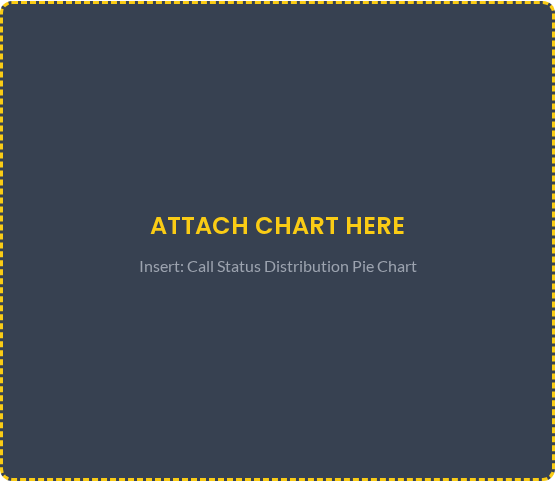 ATTACH CHART HERE
Insert: Call Status Distribution Pie Chart